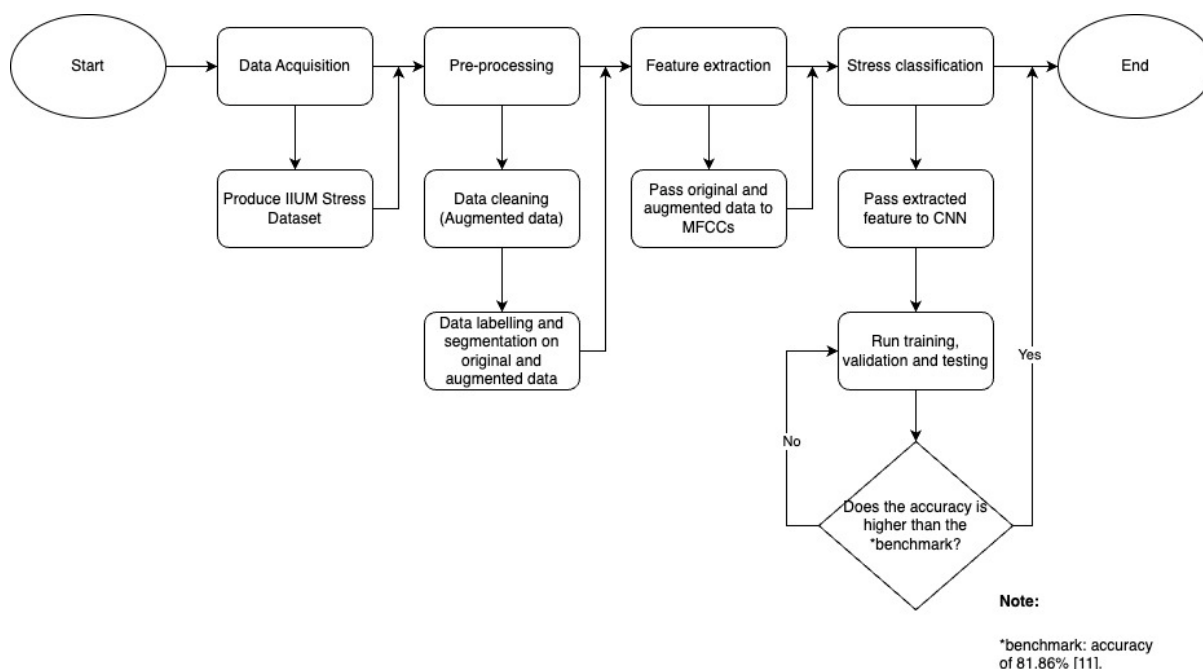 Start
Data Acquisition
Pre-processing
Feature extraction
Stress classification
End
Produce IIUM Stress
Dataset
Data cleaning
(Augmented data)
Pass original and
augmented data to
MFCCs
Pass extracted
feature to CNN
Data labelling and
segmentation on
original and
augmented data
Run training,
validation and testing
Yes
No
Does the accuracy is
higher than the
*benchmark?
Note:
*benchmark: accuracy
of 81.86% [11].